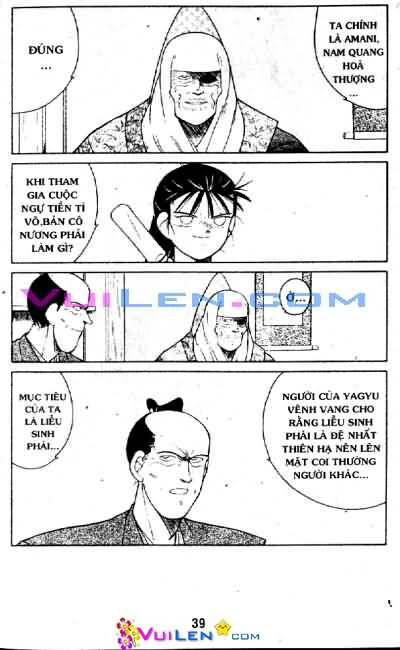 ĐÚNG
...
TA CHÍNH
LÀ AMANI,
NAM QUANG
HOÀ
THƯỢNG
...
KHI THAM
GIA CUỘC
NGỰ TIỀN TỈ
VÕ,BẢN CÔ
NƯƠNG PHẢI
LÀM GÌ?
Ờ,...
VUILEN.COM
MỤC TIÊU
CỦA TA
LÀ LIỄU
SINH
PHÁI...
NGƯỜI CỦA YAGYU
VÊNH VANG CHO
RẰNG LIỄU SINH
PHÁI LÀ ĐỆ NHẤT
THIÊN HẠ NÊN LÊN
MẶT COI THƯỜNG
NGƯỜI KHÁC...
39
VUILEN.COM